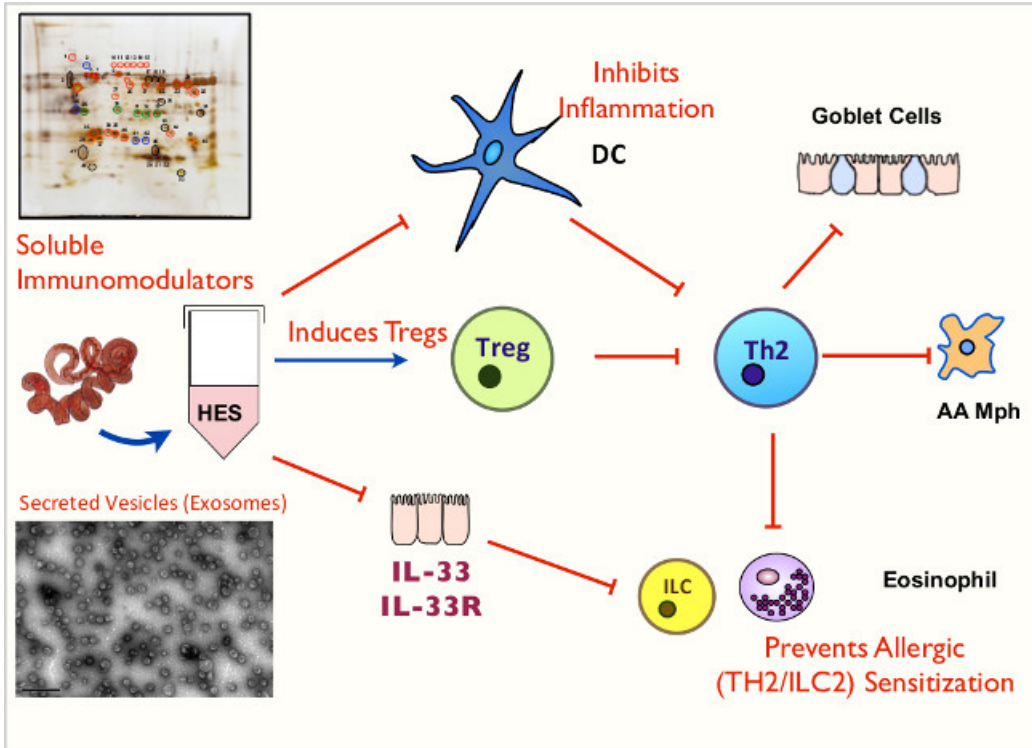 Inhibits
Inflammation
DC
Goblet Cells
Soluble
Immunomodulators
Induces Tregs
Treg
Th2
HES
AA Mph
Secreted Vesicles (Exosomes)
IL-33
IL-33R
ILC
Eosinophil
Prevents Allergic
(TH2/ILC2) Sensitization